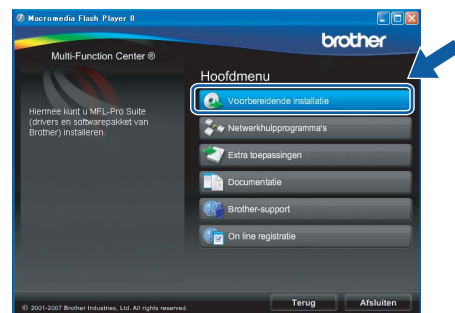 Macromedia Flash Player 8
brother
Multi-Function Center ®
Hoofdmenu
Hiermee kunt u MFL-Pro Suite
(drivers en softwarepakket van
Brother) installeren.
Voorbereidende installatie
Netwerkhulpprogramma's
Extra toepassingen
Documentatie
Brother-support
On line registratie
© 2001-2007 Brother Industries, Ltd. All rights reserved.
Terug
Afsluiten